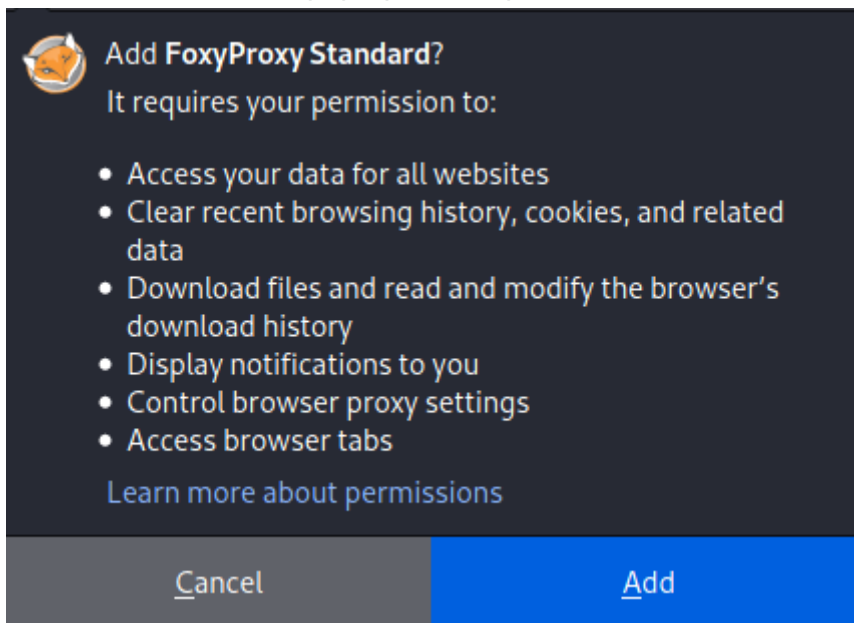 Add FoxyProxy Standard?
It requires your permission to:
• Access your data for all websites
• Clear recent browsing history, cookies, and related
data
• Download files and read and modify the browser’s
download history
• Display notifications to you
• Control browser proxy settings
• Access browser tabs
Learn more about permissions
Cancel
Add